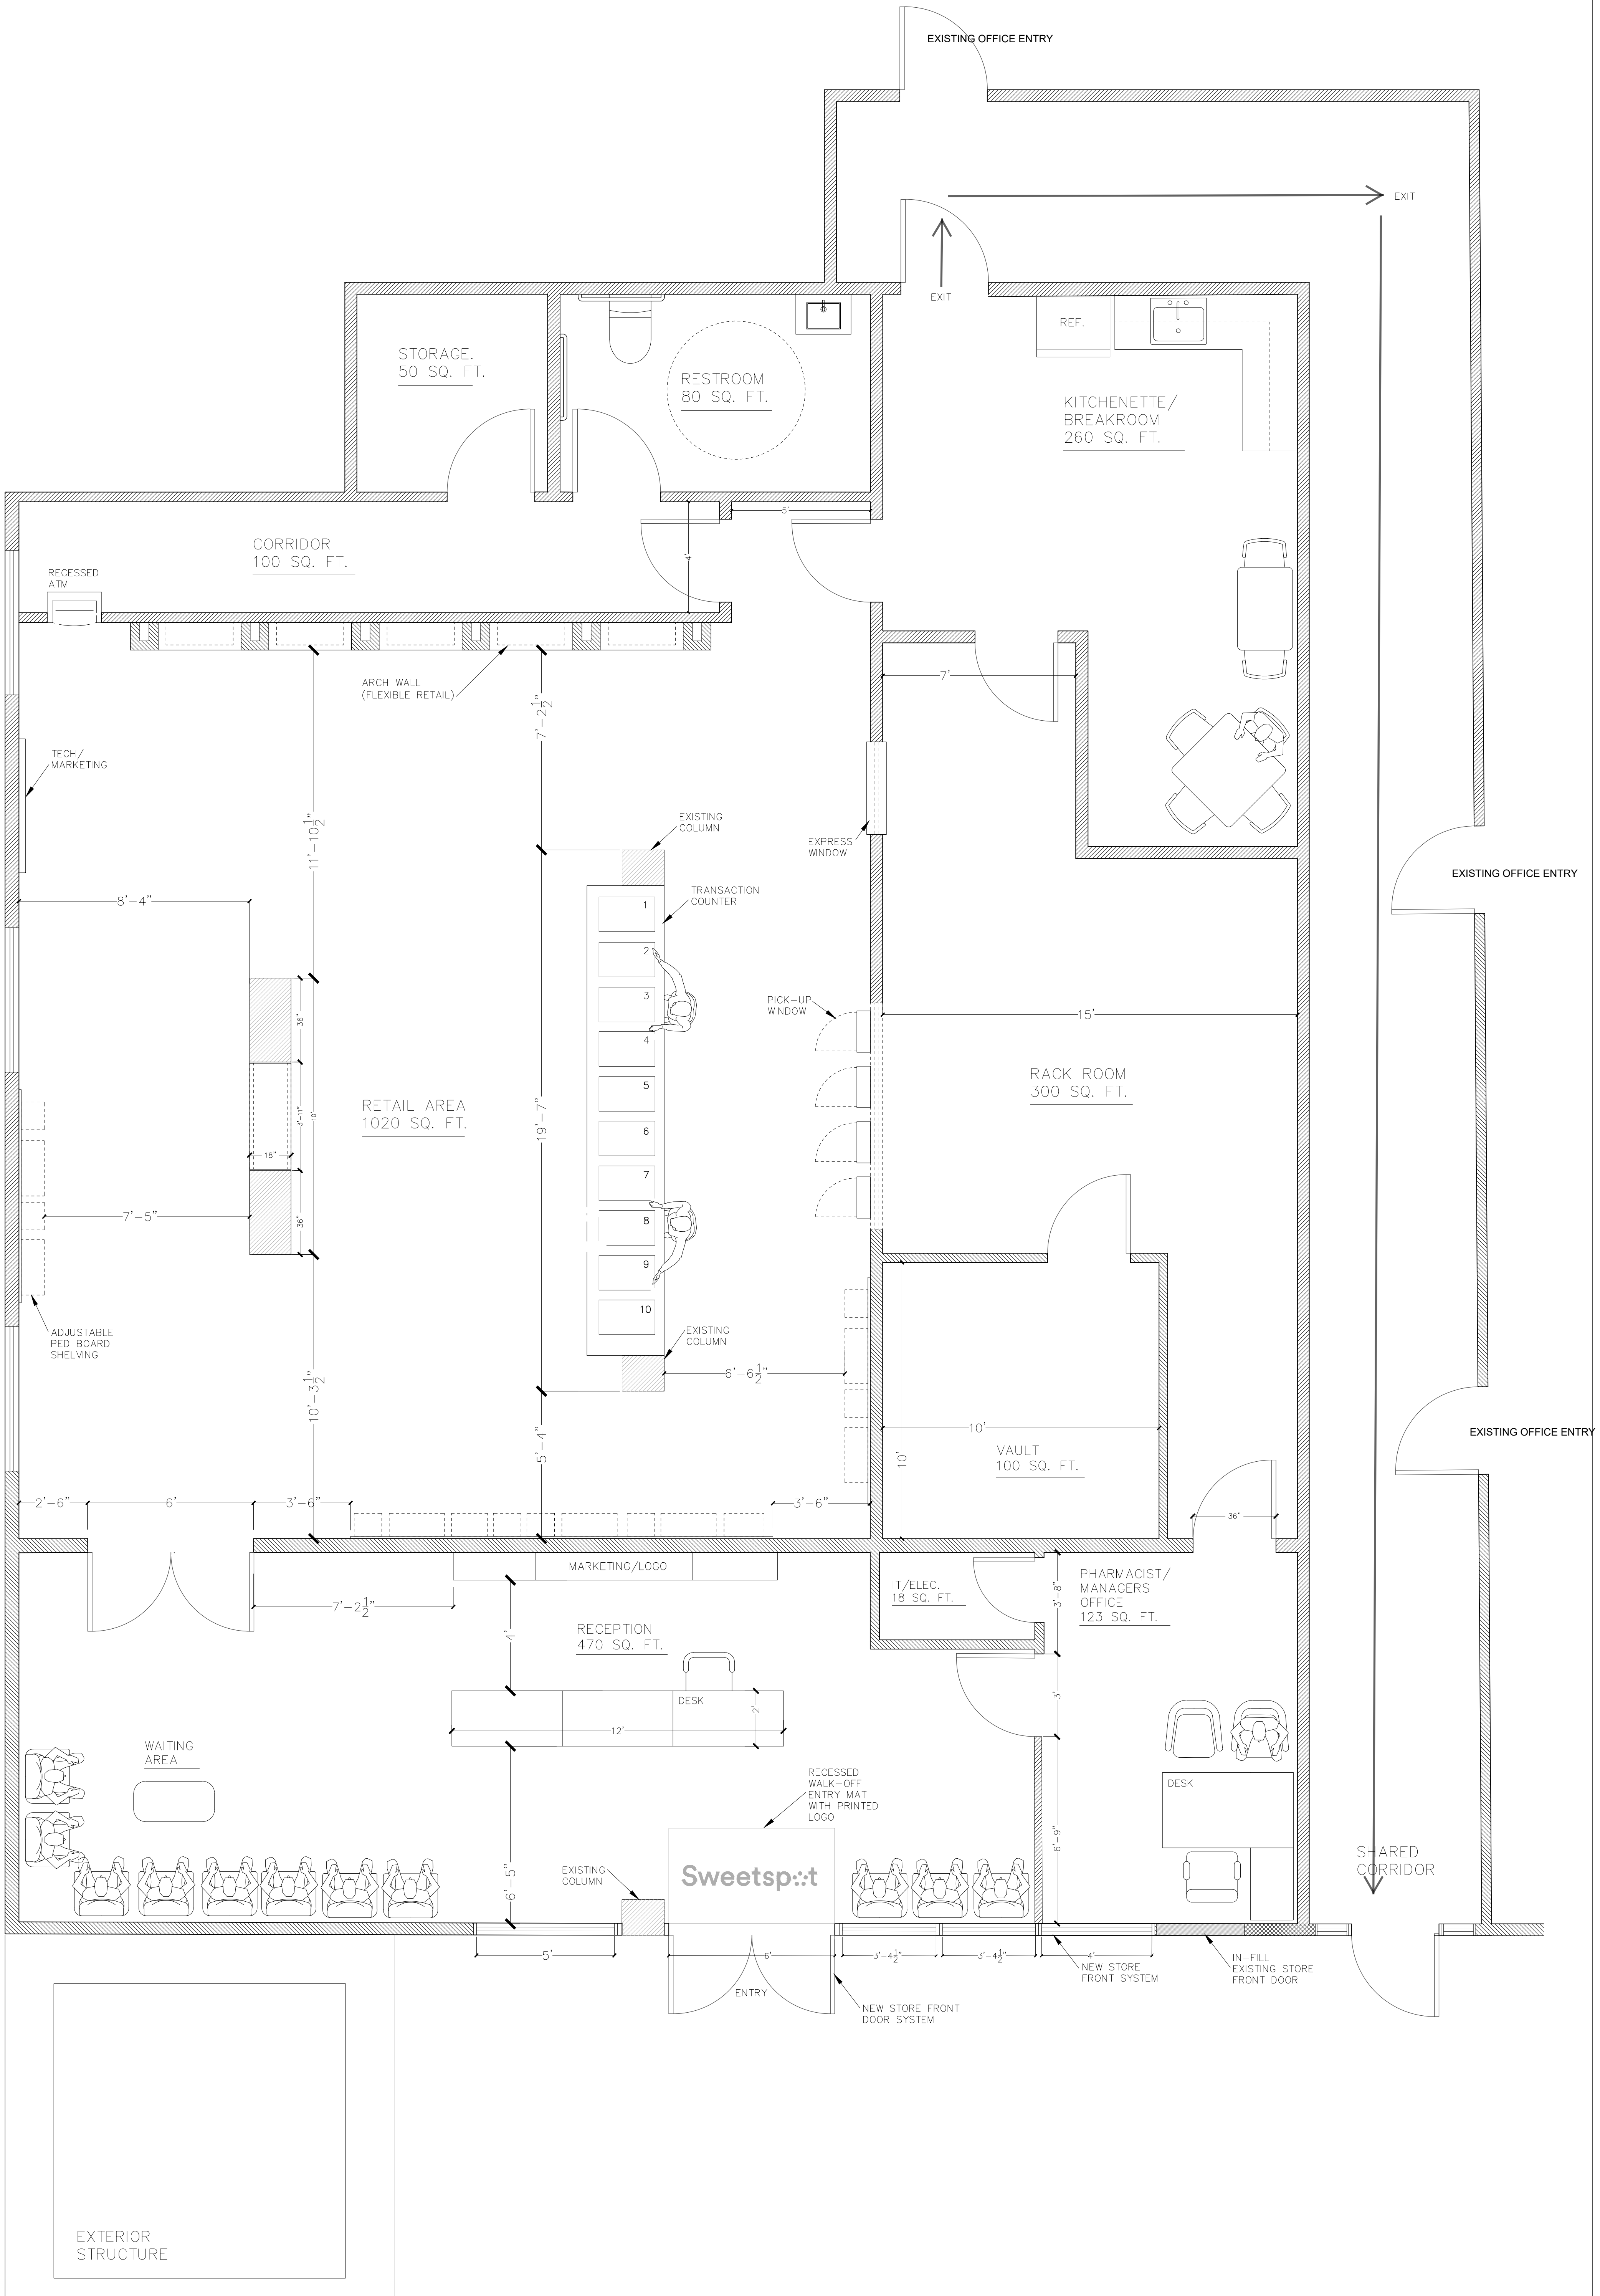 EXISTING OFFICE ENTRY
EXIT
EXIT
REF.
STORAGE.
50 SQ. FT.
RESTROOM
80 SQ. FT.
KITCHENETTE/
BREAKROOM
260 SQ. FT.
5'
4'
CORRIDOR
100 SQ. FT.
RECESSED
ATM
ARCH WALL
(FLEXIBLE RETAIL)
7'
7'-2 1/2"
11'-10 1/2"
TECH/
MARKETING
EXISTING
COLUMN
EXPRESS
WINDOW
EXISTING OFFICE ENTRY
TRANSACTION
COUNTER
8'-4"
1
2
3
4
5
6
7
8
9
10
PICK-UP
WINDOW
15'
36"
3'-11"
10'
18"
36"
RETAIL AREA
1020 SQ. FT.
19'-7"
RACK ROOM
300 SQ. FT.
7'-5"
ADJUSTABLE
PED BOARD
SHELVING
EXISTING
COLUMN
6'-6 1/2"
10'-3 1/2"
5'-4"
10'
10'
VAULT
100 SQ. FT.
EXISTING OFFICE ENTRY
2'-6"
6'
3'-6"
3'-6"
36"
MARKETING/LOGO
IT/ELEC.
18 SQ. FT.
3'-8"
PHARMACIST/
MANAGERS
OFFICE
123 SQ. FT.
7'-2 1/2"
4'
RECEPTION
470 SQ. FT.
DESK
2'
12'
3'
WAITING
AREA
RECESSED
WALK-OFF
ENTRY MAT
WITH PRINTED
LOGO
DESK
6'-9"
6'-5"
EXISTING
COLUMN
Sweetspot
SHARED
CORRIDOR
5'
6'
3'-4 1/2"
3'-4 1/2"
4'
NEW STORE
FRONT SYSTEM
IN-FILL
EXISTING STORE
FRONT DOOR
ENTRY
NEW STORE FRONT
DOOR SYSTEM
EXTERIOR
STRUCTURE